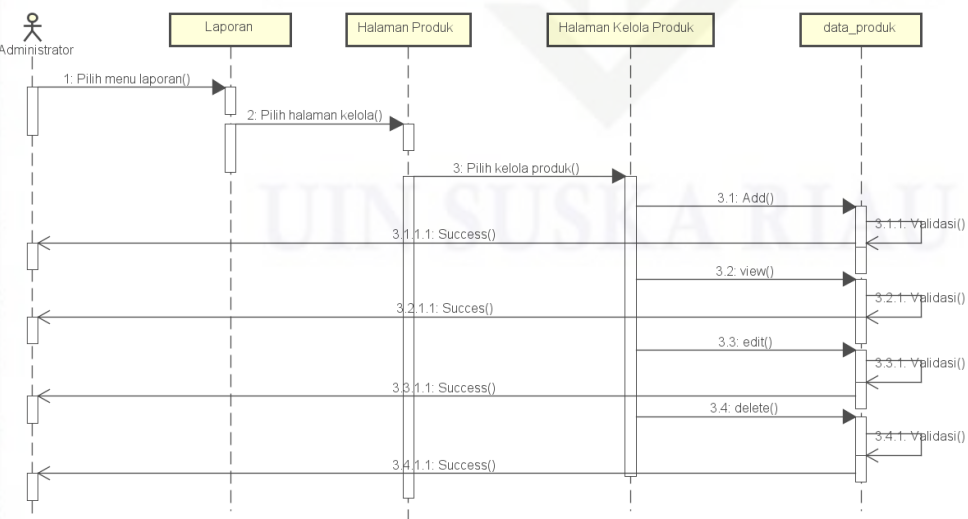 Laporan
Halaman Produk
Halaman Kelola Produk
data_produk
Administrator
1: Pilih menu laporan()
2: Pilih halaman kelola()
3: Pilih kelola produk()
3.1: Add()
3.1.1: Validasi()
3.1.1.1: Success()
3.2: view()
3.2.1: Validasi()
3.2.1.1: Succes()
3.3: edit()
3.3.1: Validasi()
3.3.1.1: Success()
3.4: delete()
3.4.1: Validasi()
3.4.1.1: Success()
UIN SUSKA RIAU